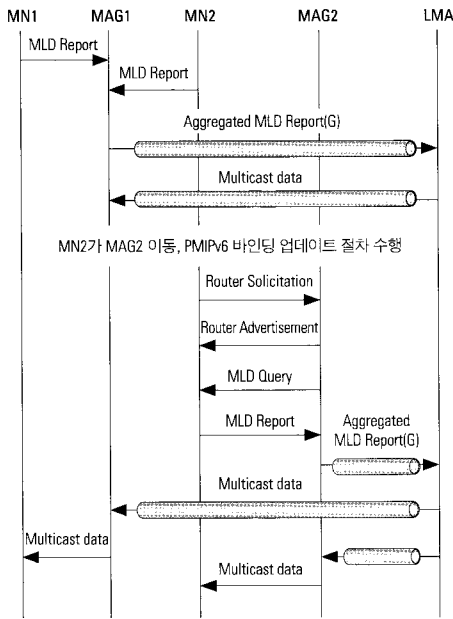 MN1 MAG1 MN2 MAG2 LMA
MLD Report
MLD Report
Aggregated MLD Report(G)
Multicast data
MN2가 MAG2 이동, PMIPv6 바인딩 업데이트 절차 수행
Router Solicitation
Router Advertisement
MLD Query
MLD Report
Aggregated
MLD Report(G)
Multicast data
Multicast data
Multicast data